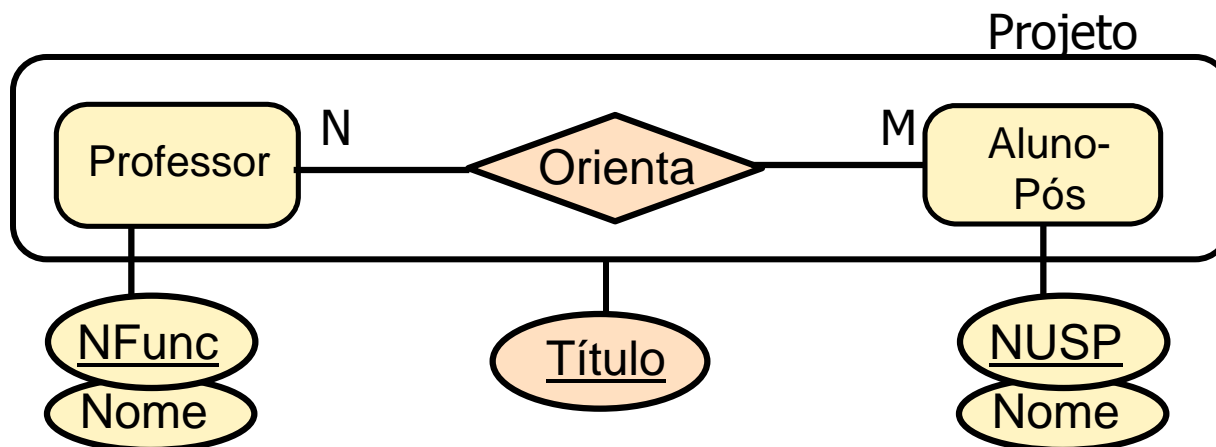 Projeto
Professor
N
Orienta
M
Aluno-
Pós
NFunc
Nome
Título
NUSP
Nome